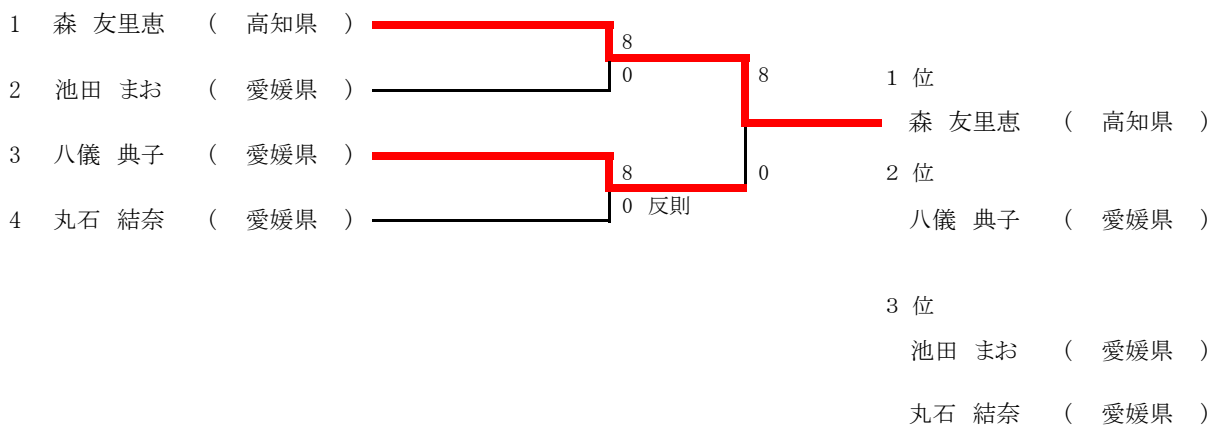 1 森 友里恵 ( 高知県 )
8
0
2 池田 まお ( 愛媛県 )
8
1 位
森 友里恵 ( 高知県 )
3 八儀 典子 ( 愛媛県 )
8
0
2 位
0 反則
4 丸石 結奈 ( 愛媛県 )
八儀 典子 ( 愛媛県 )
3 位
池田 まお ( 愛媛県 )
丸石 結奈 ( 愛媛県 )